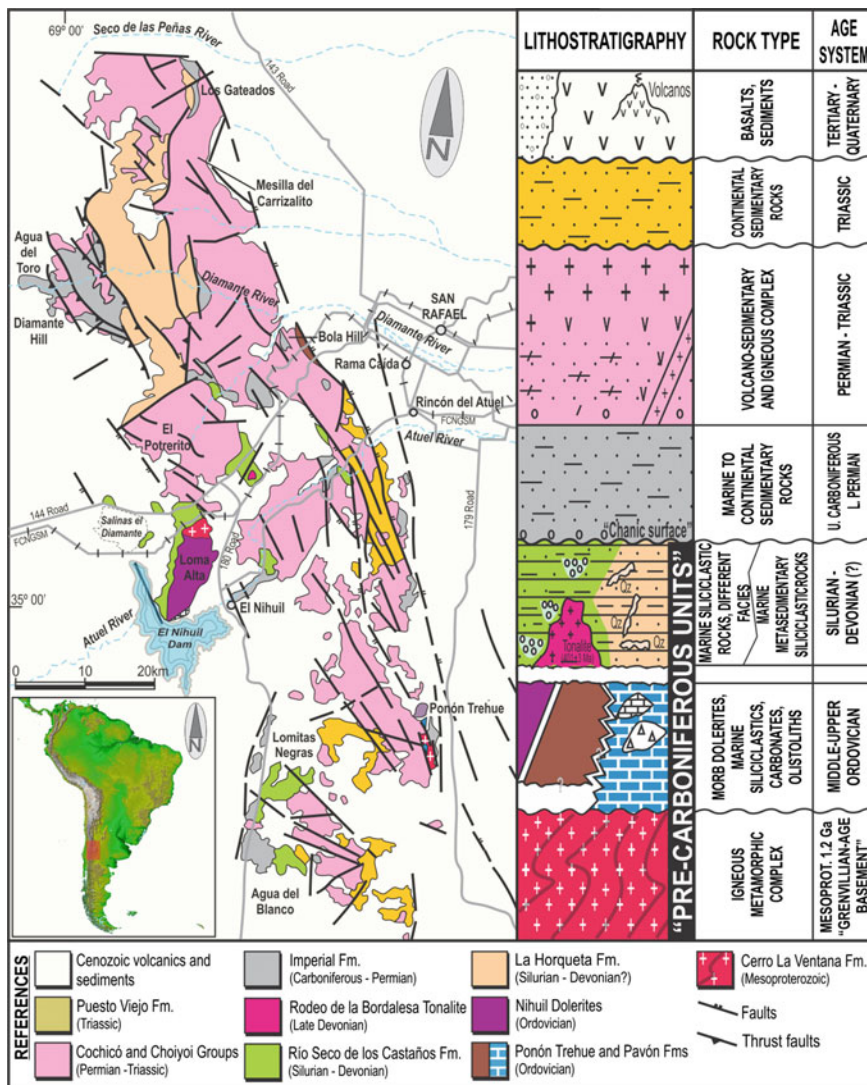 69º 00'
Seco de las Peñas River
143 Road
Los Gateados
N
Mesilla del
Carrizalito
Agua
del
Toro
Diamante River
SAN
RAFAEL
Diamante
Hill
Bola Hill
Diamante River
Rama Caída
Rincón del Atuel
FCNGSM
El
Potrerito
Atuel River
144 Road
FCNGSM
Salinas el
Diamante
179 Road
180 Road
Loma
Alta
35º 00'
Atuel River
El Nihuil
El Nihuil
Dam
0 10 20km
Ponón Trehue
Lomitas
Negras
N
Agua del
Blanco
LITHOSTRATIGRAPHY
ROCK TYPE
AGE
SYSTEM
Volcanos
BASALTS,
SEDIMENTS
TERTIARY -
QUATERNARY
CONTINENTAL
SEDIMENTARY
ROCKS
TRIASSIC
VOLCANO-SEDIMENTARY
AND IGNEOUS COMPLEX
PERMIAN - TRIASSIC
MARINE TO
CONTINENTAL
SEDIMENTARY
ROCKS
U. CARBONIFEROUS
L. PERMIAN
"Chanic surface"
"PRE-CARBONIFEROUS UNITS"
Qz
Qz
Qz
Tonalite
MARINE SILICICLASTIC
ROCKS, DIFFERENT
FACIES
MARINE
METASEDIMENTARY
SILICICLASTICROCKS
SILURIAN -
DEVONIAN (?)
?
?
MORB DOLERITES,
MARINE
SILICICLASTICS,
CARBONATES,
OLISTOLITHS
MIDDLE-UPPER
ORDOVICIAN
IGNEOUS
METAMORPHIC
COMPLEX
MESOPROT. 1.2 Ga
"GRENVILLIAN-AGE
BASEMENT"
REFERENCES
Cenozoic volcanics and
sediments
Puesto Viejo Fm.
(Triassic)
Cochicó and Choiyoi Groups
(Permian -Triassic)
Imperial Fm.
(Carboniferous - Permian)
Rodeo de la Bordalesa Tonalite
(Late Devonian)
Río Seco de los Castaños Fm.
(Silurian - Devonian)
La Horqueta Fm.
(Silurian - Devonian?)
Nihuil Dolerites
(Ordovician)
Ponón Trehue and Pavón Fms
(Ordovician)
Cerro La Ventana Fm.
(Mesoproterozoic)
Faults
Thrust faults